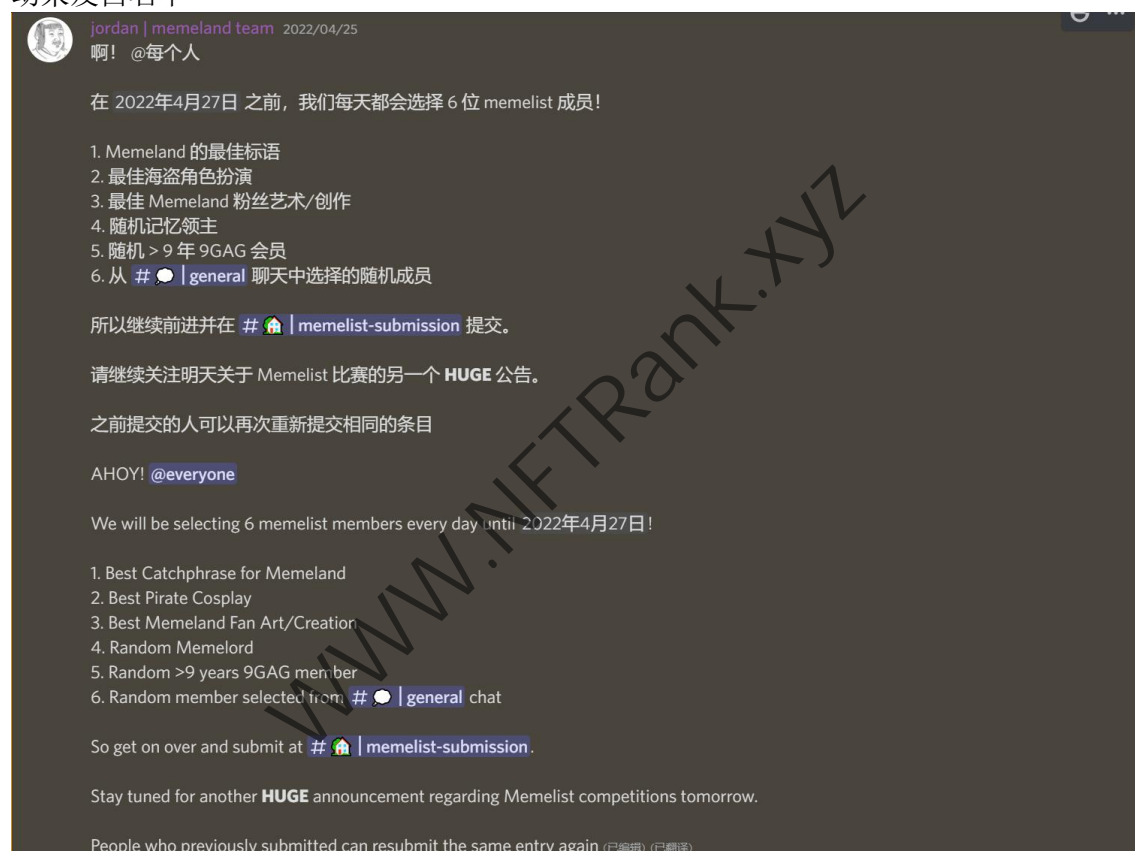 jordan | memeland team 2022/04/25
啊！ @每个人
在 2022年4月27日 之前，我们每天都会选择 6 位 memelist 成员！
1. Memeland 的最佳标语
2. 最佳海盗角色扮演
3. 最佳 Memeland 粉丝艺术/创作
4. 随机记忆领主
5. 随机 > 9 年 9GAG 会员
6. 从 # 💭 | general 聊天中选择的随机成员
所以继续前进并在 # 🏠 | memelist-submission 提交。
请继续关注明天关于 Memelist 比赛的另一个 HUGE 公告。
之前提交的人可以再次重新提交相同的条目
AHOY! @everyone
We will be selecting 6 memelist members every day until 2022年4月27日!
1. Best Catchphrase for Memeland
2. Best Pirate Cosplay
3. Best Memeland Fan Art/Creation
4. Random Memelord
5. Random >9 years 9GAG member
6. Random member selected from # 💭 | general chat
So get on over and submit at # 🏠 | memelist-submission.
Stay tuned for another HUGE announcement regarding Memelist competitions tomorrow.
People who previously submitted can resubmit the same entry again (已编辑) (已翻译)
WWW.NFTRank.xyz